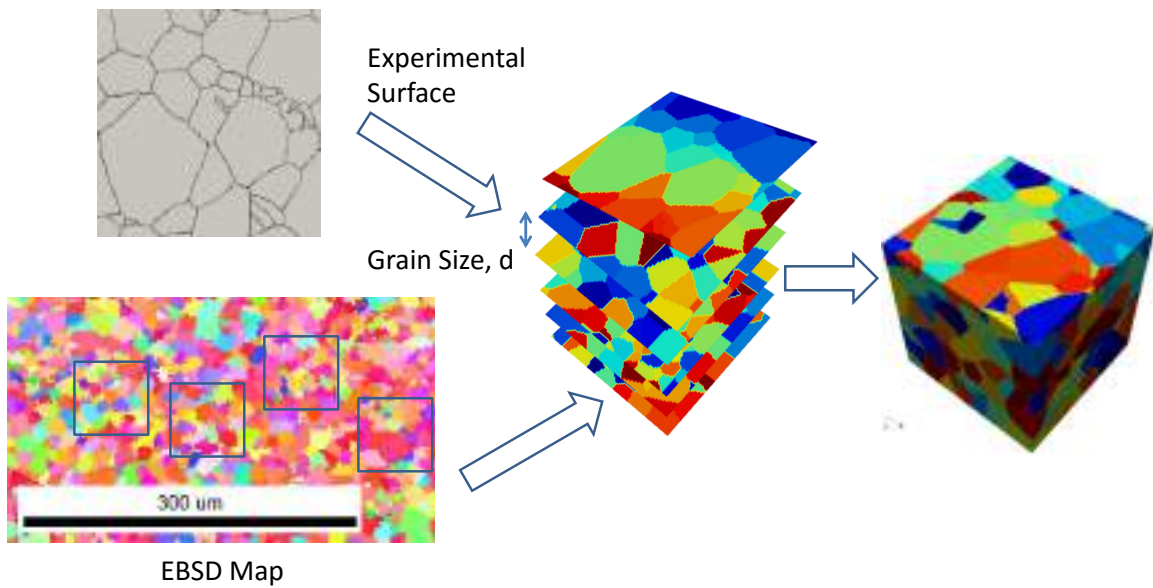 Experimental
Surface
Grain Size, d
300 um
EBSD Map